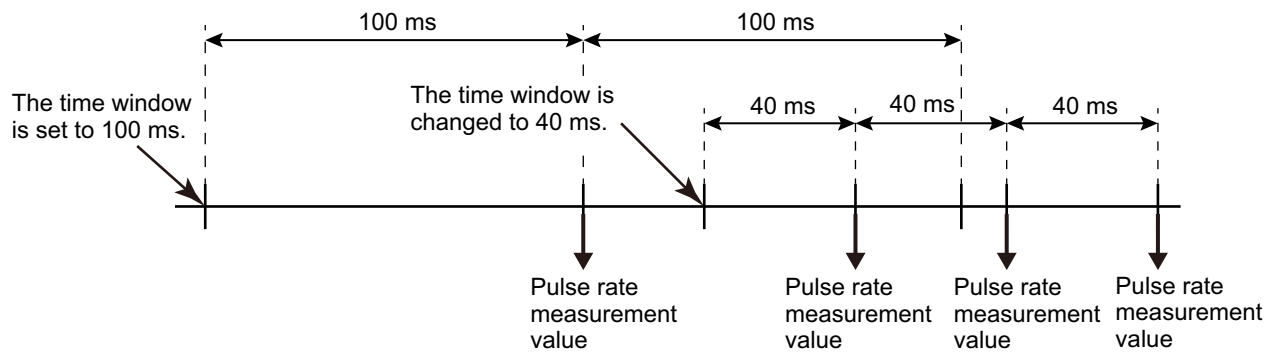 100 ms
100 ms
The time window
is set to 100 ms.
The time window is
changed to 40 ms.
40 ms
40 ms
40 ms
Pulse rate
measurement
value
Pulse rate
measurement
value
Pulse rate
measurement
value
Pulse rate
measurement
value